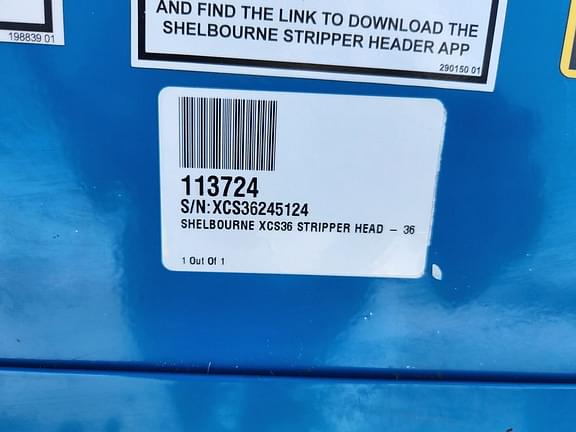 AND FIND THE LINK TO DOWNLOAD THE
SHELBOURNE STRIPPER HEADER APP
198839 01
290150 01
113724
S/N:XCS36245124
SHELBOURNE XCS36 STRIPPER HEAD – 36
1 Out Of 1